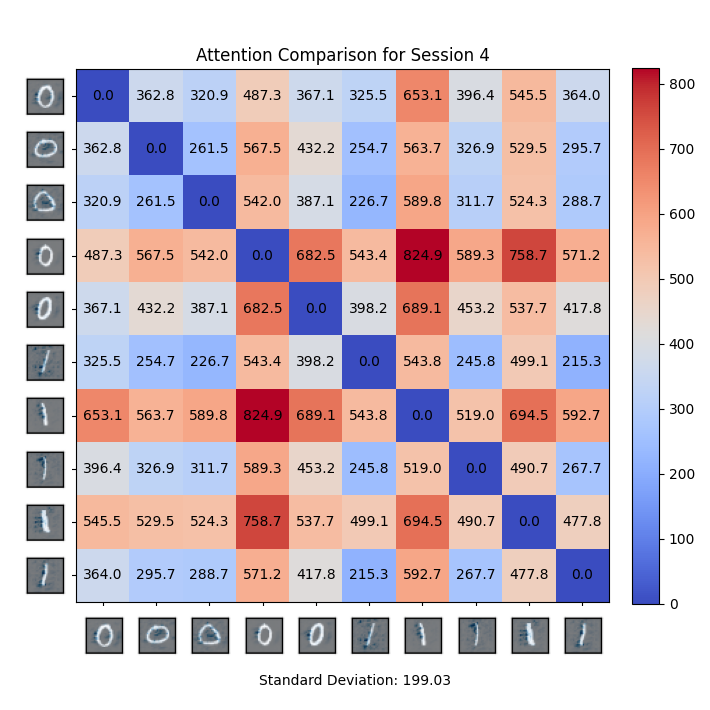 Attention Comparison for Session 4
0.0 362.8 320.9 487.3 367.1 325.5 653.1 396.4 545.5 364.0
362.8 0.0 261.5 567.5 432.2 254.7 563.7 326.9 529.5 295.7
320.9 261.5 0.0 542.0 387.1 226.7 589.8 311.7 524.3 288.7
487.3 567.5 542.0 0.0 682.5 543.4 824.9 589.3 758.7 571.2
367.1 432.2 387.1 682.5 0.0 398.2 689.1 453.2 537.7 417.8
325.5 254.7 226.7 543.4 398.2 0.0 543.8 245.8 499.1 215.3
653.1 563.7 589.8 824.9 689.1 543.8 0.0 519.0 694.5 592.7
396.4 326.9 311.7 589.3 453.2 245.8 519.0 0.0 490.7 267.7
545.5 529.5 524.3 758.7 537.7 499.1 694.5 490.7 0.0 477.8
364.0 295.7 288.7 571.2 417.8 215.3 592.7 267.7 477.8 0.0
800
700
600
500
400
300
200
100
0
Standard Deviation: 199.03